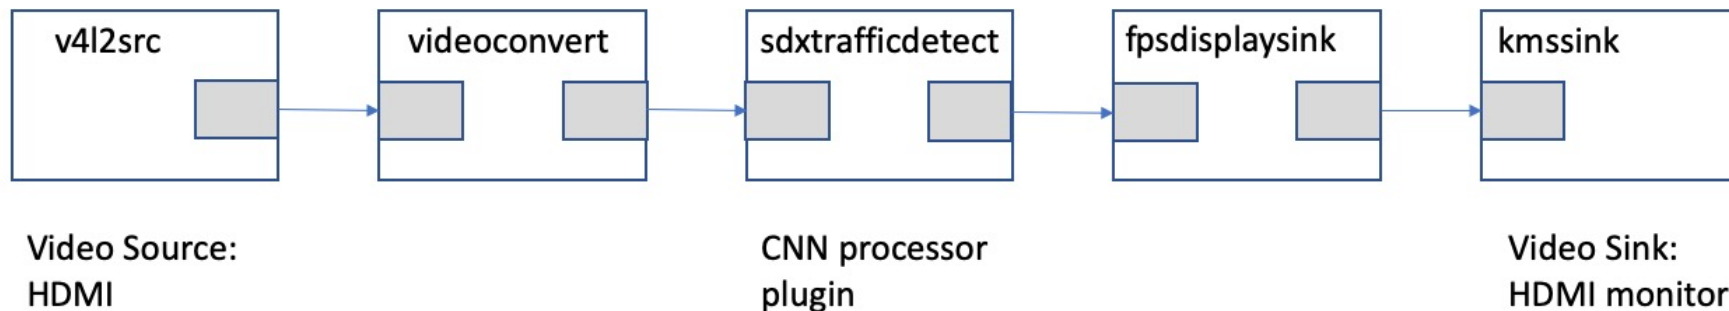 v4l2src
videoconvert
sdxtrafficdetect
fpsdisplaysink
kmssink
Video Source:
HDMI
CNN processor
plugin
Video Sink:
HDMI monitor